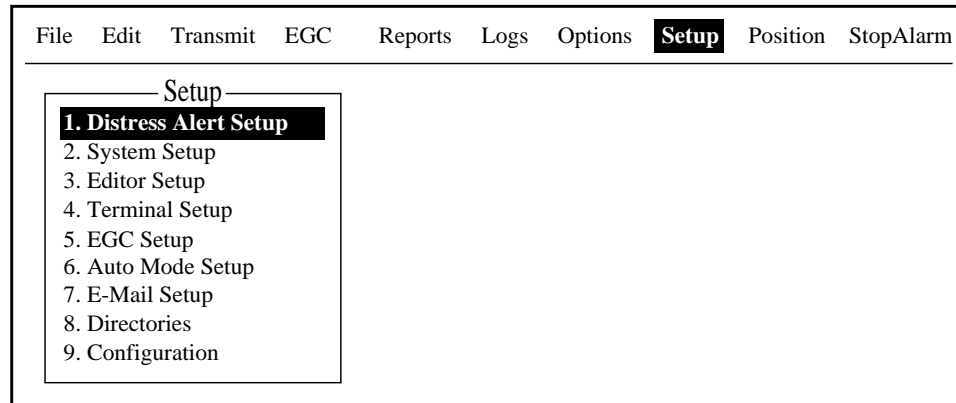 File Edit Transmit EGC Reports Logs Options Setup Position StopAlarm
Setup
1. Distress Alert Setup
2. System Setup
3. Editor Setup
4. Terminal Setup
5. EGC Setup
6. Auto Mode Setup
7. E-Mail Setup
8. Directories
9. Configuration